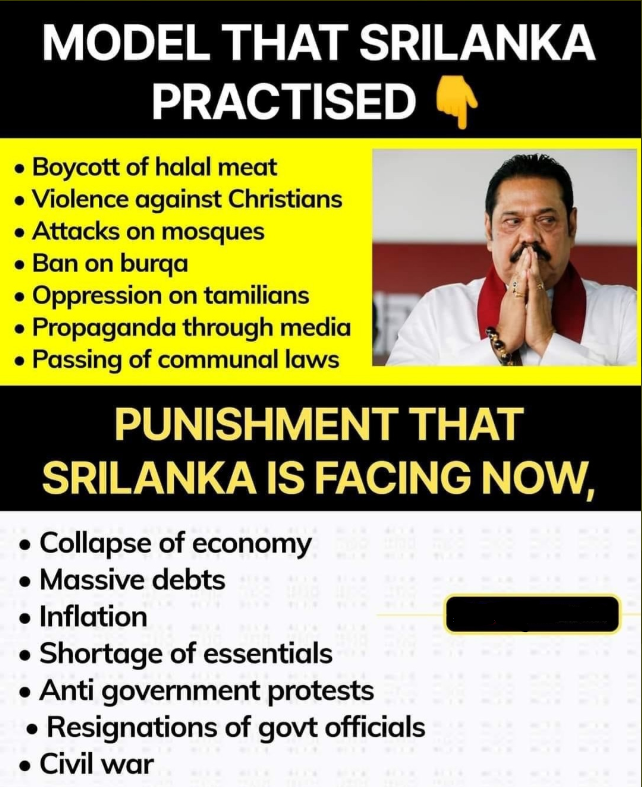 MODEL THAT SRILANKA
PRACTISED 👇
• Boycott of halal meat
• Violence against Christians
• Attacks on mosques
• Ban on burqa
• Oppression on tamilians
• Propaganda through media
• Passing of communal laws
PUNISHMENT THAT
SRILANKA IS FACING NOW,
• Collapse of economy
• Massive debts
• Inflation
• Shortage of essentials
• Anti government protests
• Resignations of govt officials
• Civil war